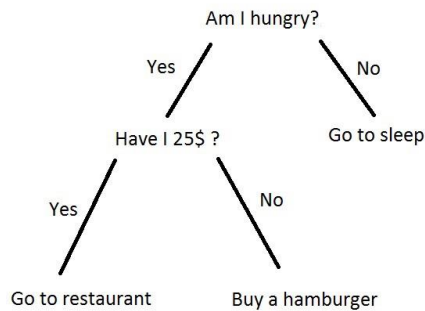 Am I hungry?
Yes
No
Have I 25$ ?
Go to sleep
Yes
No
Go to restaurant
Buy a hamburger